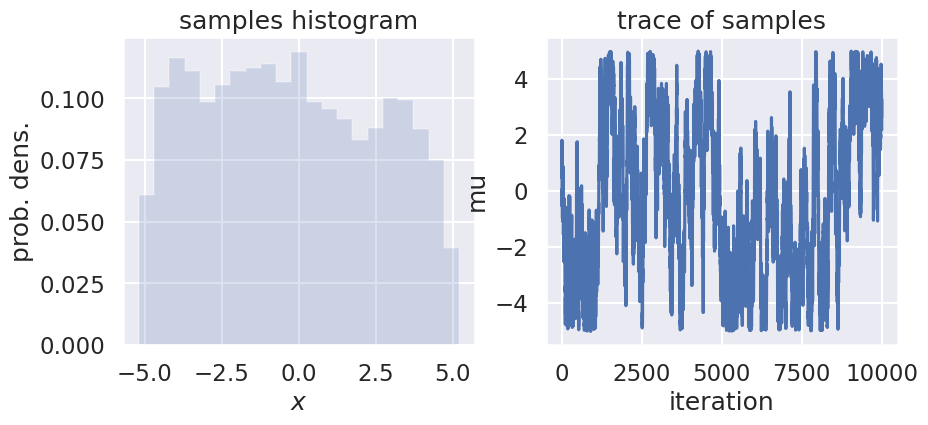 samples histogram
prob. dens.
0.100
0.075
0.050
0.025
0.000
−5.0 −2.5 0.0 2.5 5.0
x
trace of samples
mu
4
2
0
−2
−4
0 2500 5000 7500 10000
iteration